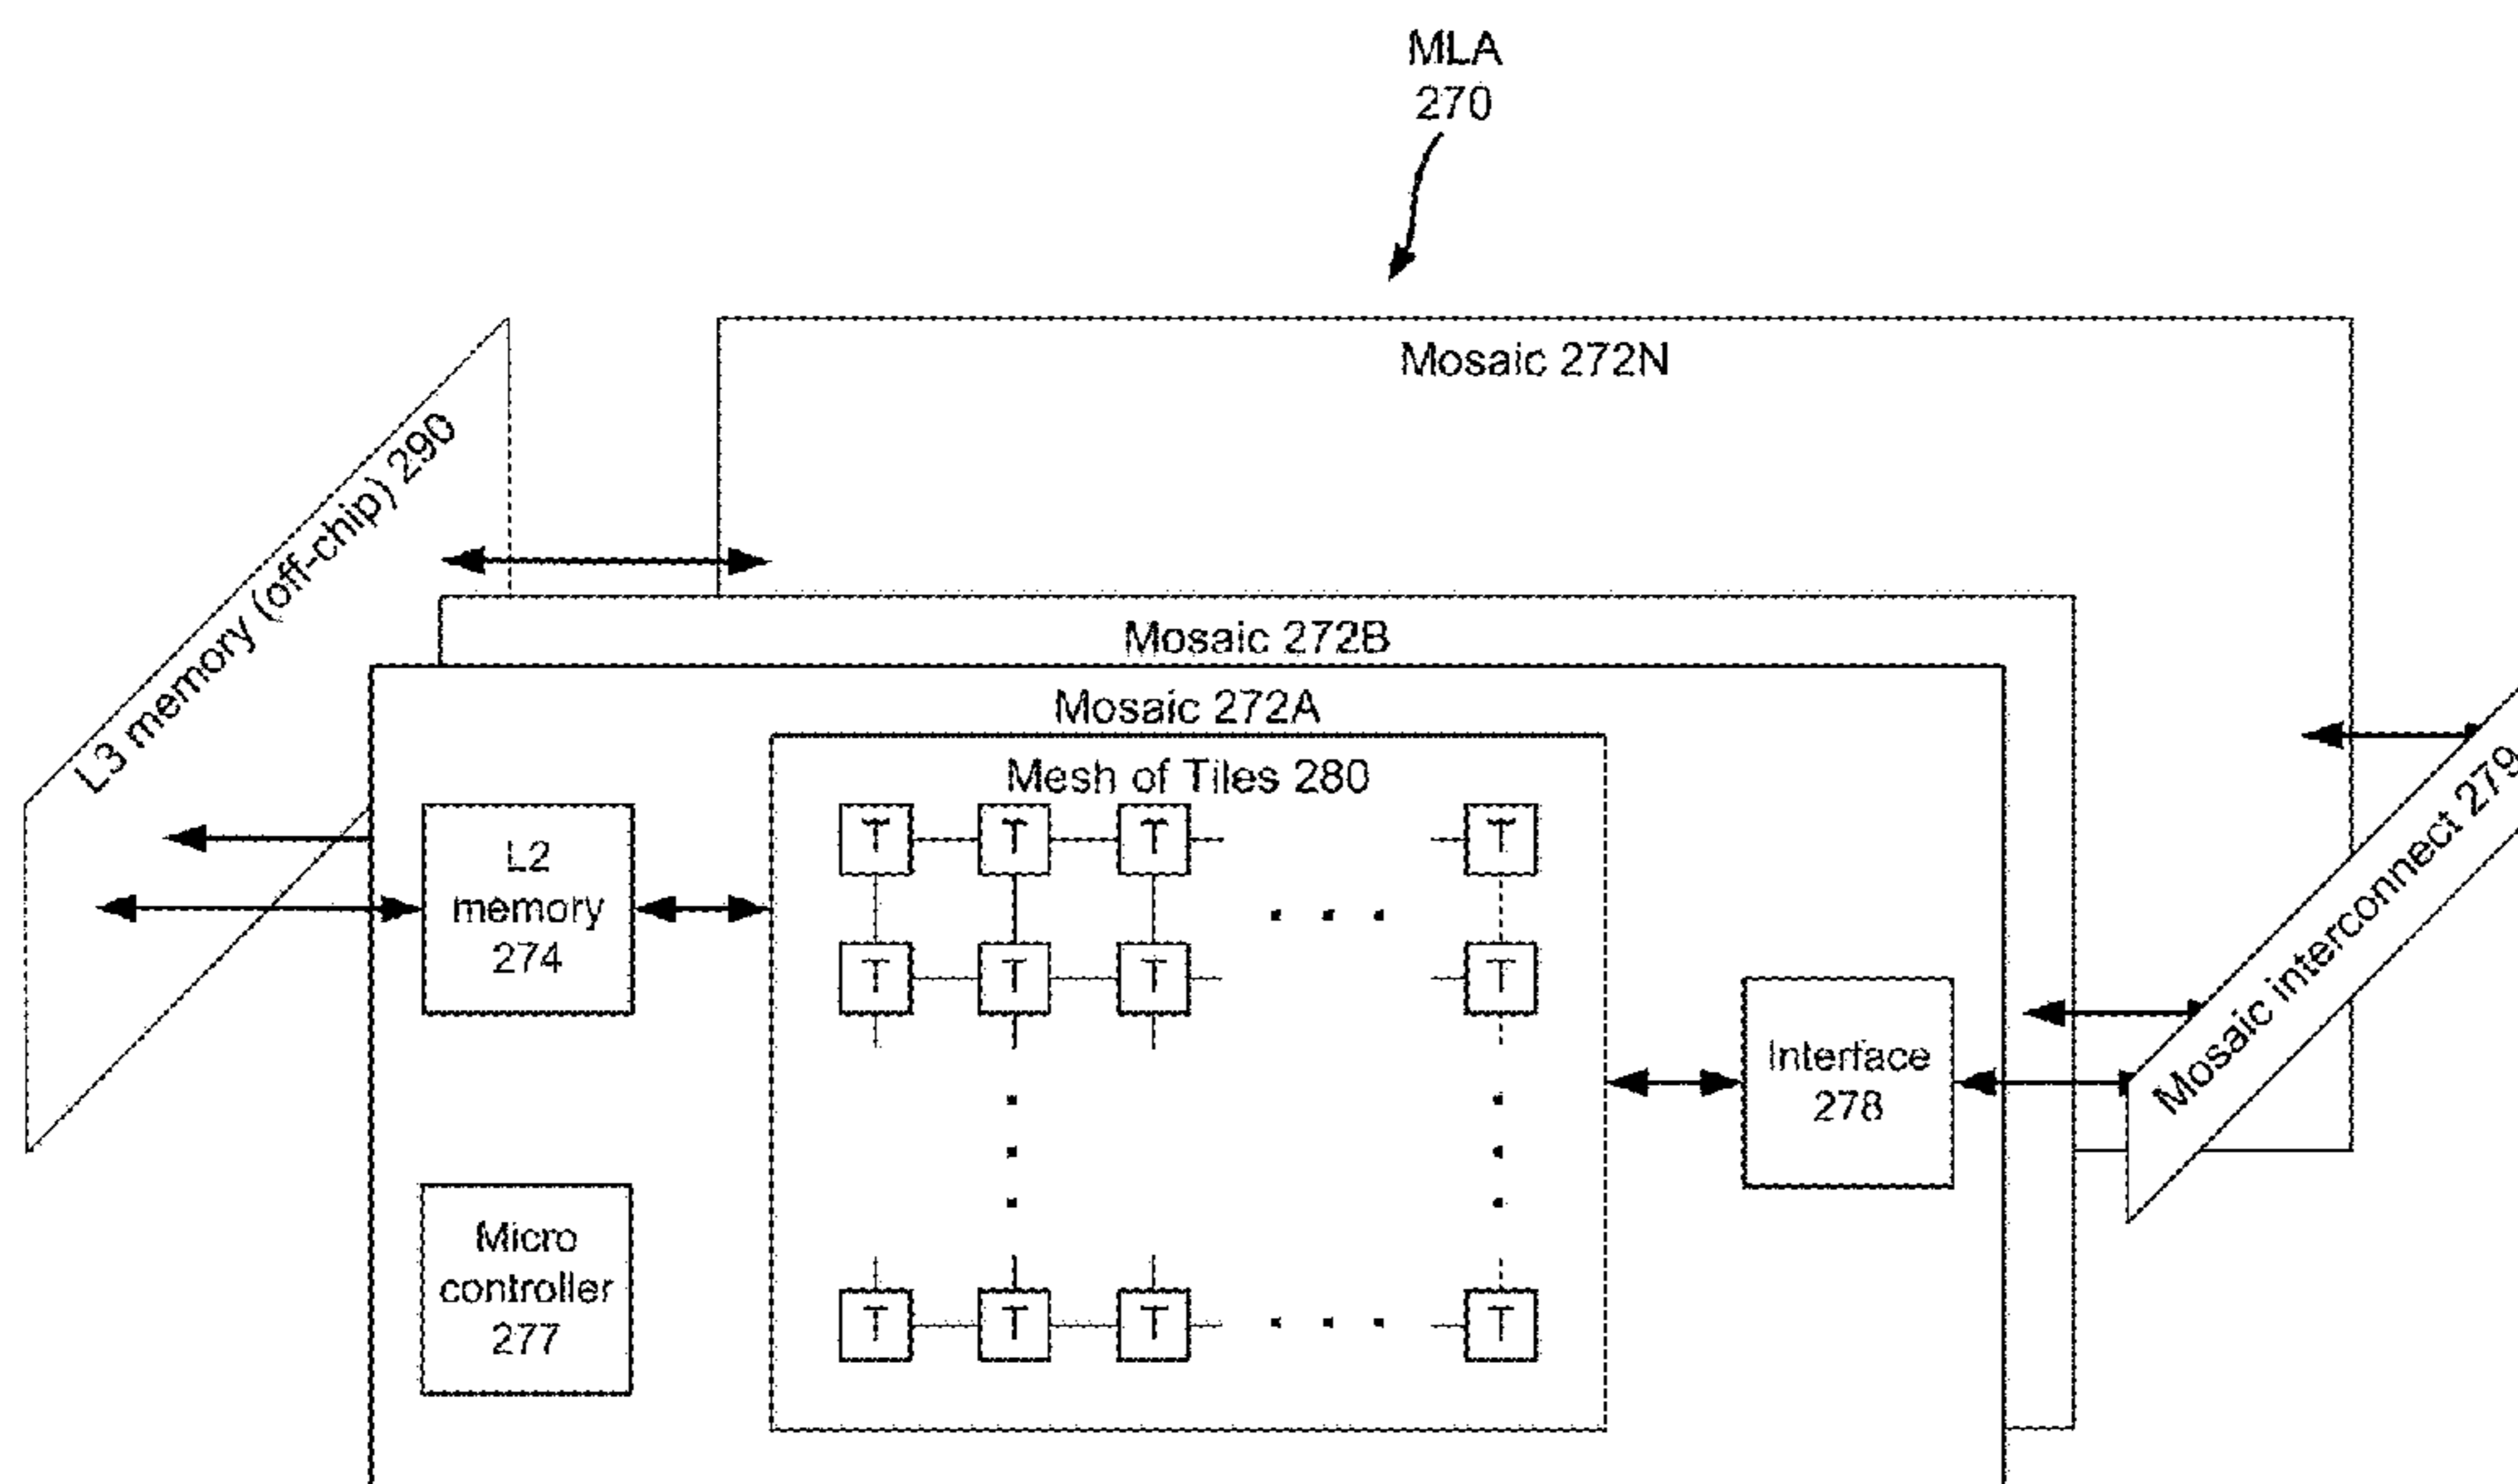 MLA
270
Mosaic 272N
L3 memory (off-chip) 290
Mosaic 272B
Mosaic 272A
Mesh of Tiles 280
T T T T
L2
memory
274
T T T T
Mosaic interconnect 279
Interface
278
Micro
controller
277
T T T T